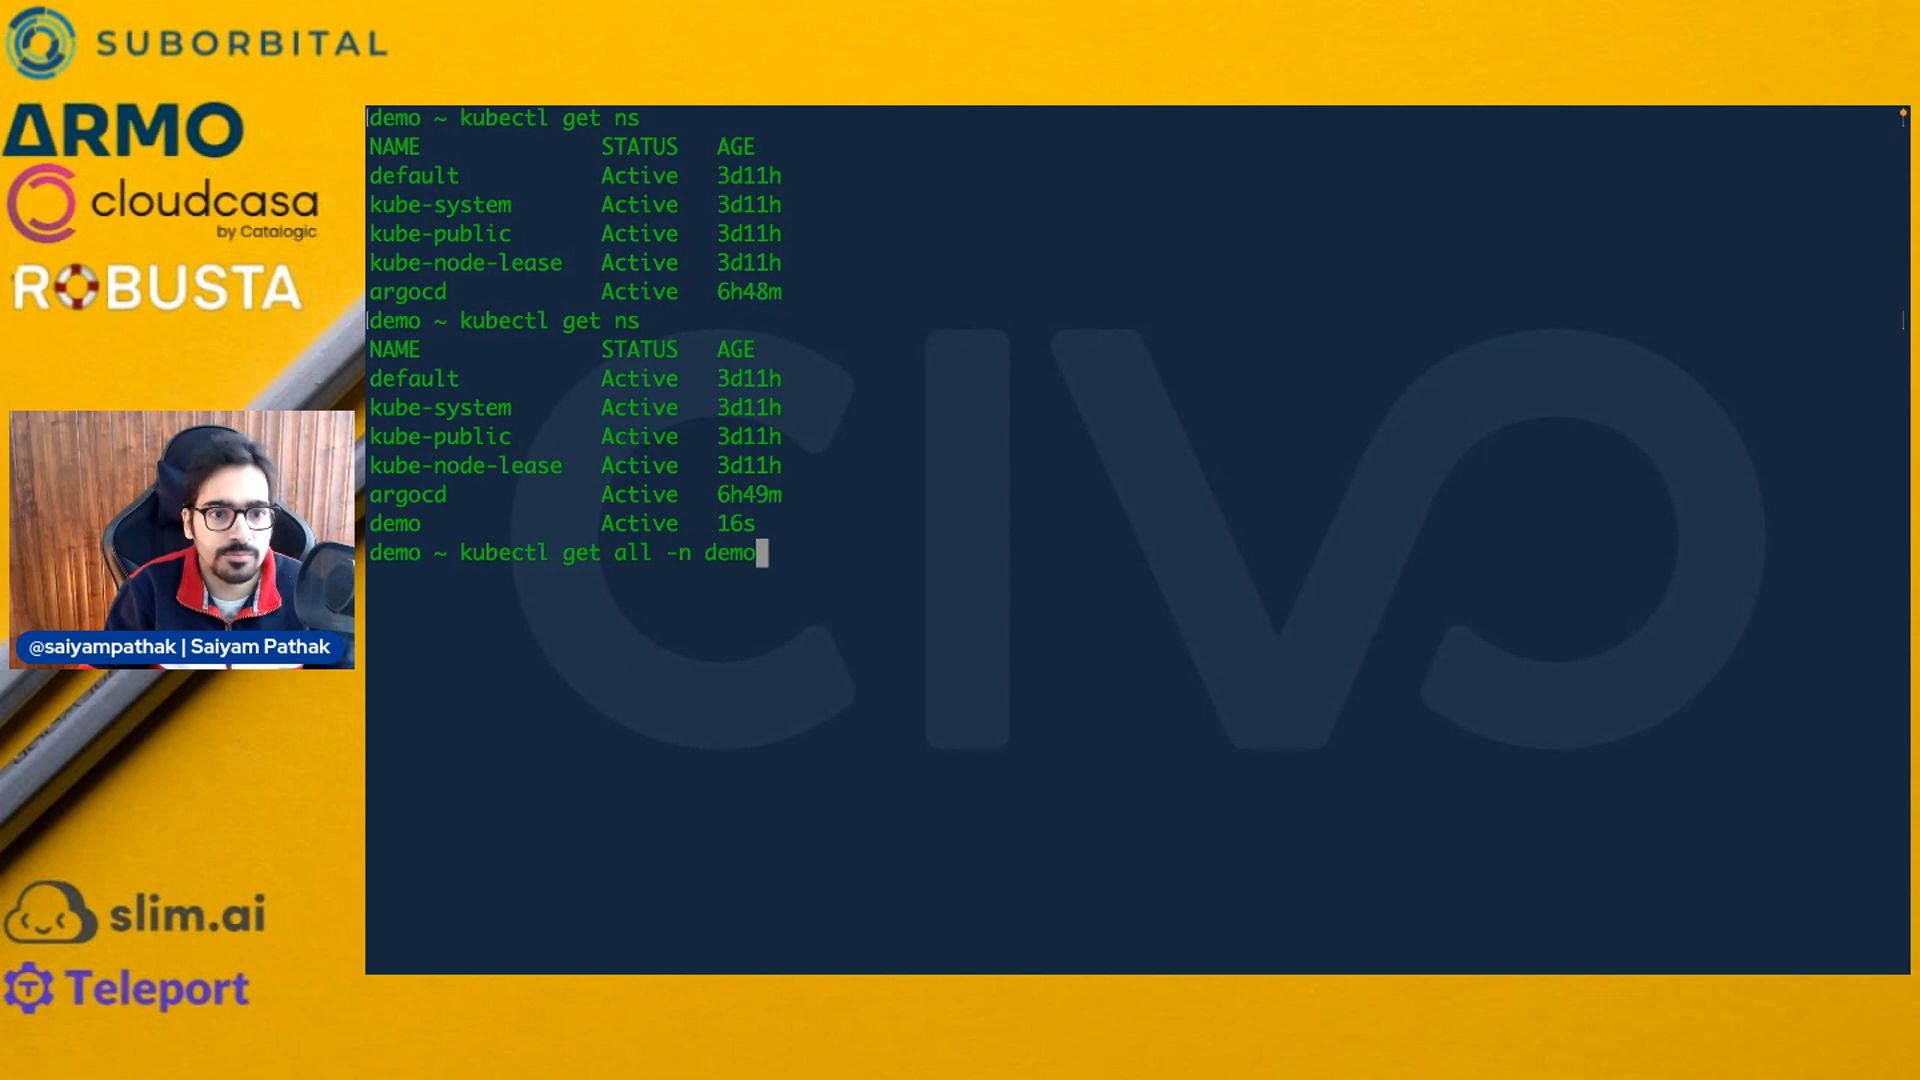 SUBORBITAL
ARMO
cloudcasa
by Catalogic
ROBUSTA
demo ~ kubectl get ns
NAME STATUS AGE
default Active 3d11h
kube-system Active 3d11h
kube-public Active 3d11h
kube-node-lease Active 3d11h
argocd Active 6h48m
demo ~ kubectl get ns
NAME STATUS AGE
default Active 3d11h
kube-system Active 3d11h
kube-public Active 3d11h
kube-node-lease Active 3d11h
argocd Active 6h49m
demo Active 16s
demo ~ kubectl get all -n demo
CIVO
@saiyampathak | Saiyam Pathak
slim.ai
T Teleport